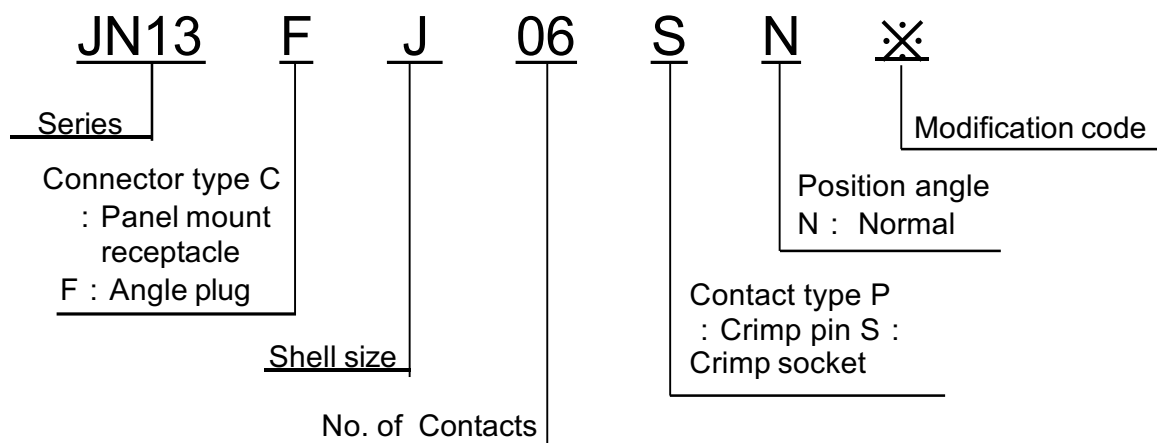 JN13 F J 06 S N ※
Series
Modification code
Connector type C
: Panel mount
receptacle
F : Angle plug
Position angle
N : Normal
Contact type P
: Crimp pin S :
Crimp socket
Shell size
No. of Contacts